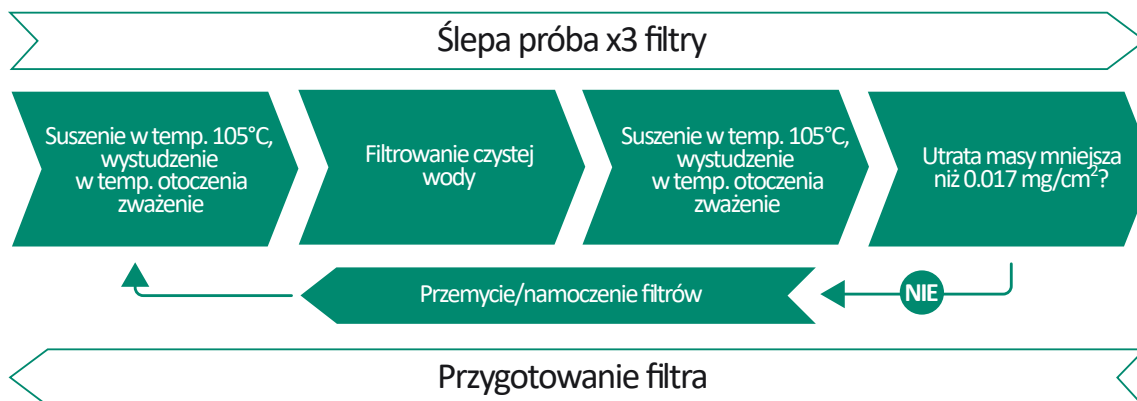 Ślepa próba x3 filtry
Suszenie w temp. 105°C,
wystudzenie
w temp. otoczenia
zważenie
Filtrowanie czystej
wody
Suszenie w temp. 105°C,
wystudzenie
w temp. otoczenia
zważenie
Utrata masy mniejsza
niż 0.017 mg/cm²?
Przemycie/namoczenie filtrów
NIE
Przygotowanie filtra